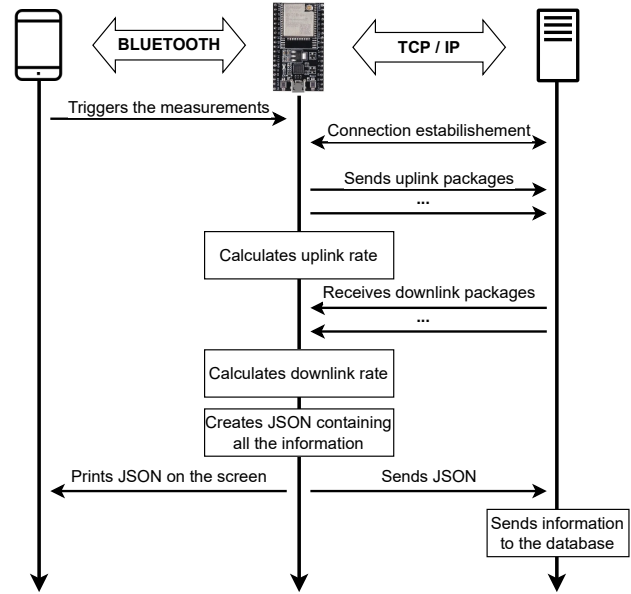 BLUETOOTH
TCP / IP
Triggers the measurements
Connection estabilishement
Sends uplink packages
...
Calculates uplink rate
Receives downlink packages
...
Calculates downlink rate
Creates JSON containing
all the information
Prints JSON on the screen
Sends JSON
Sends information
to the database